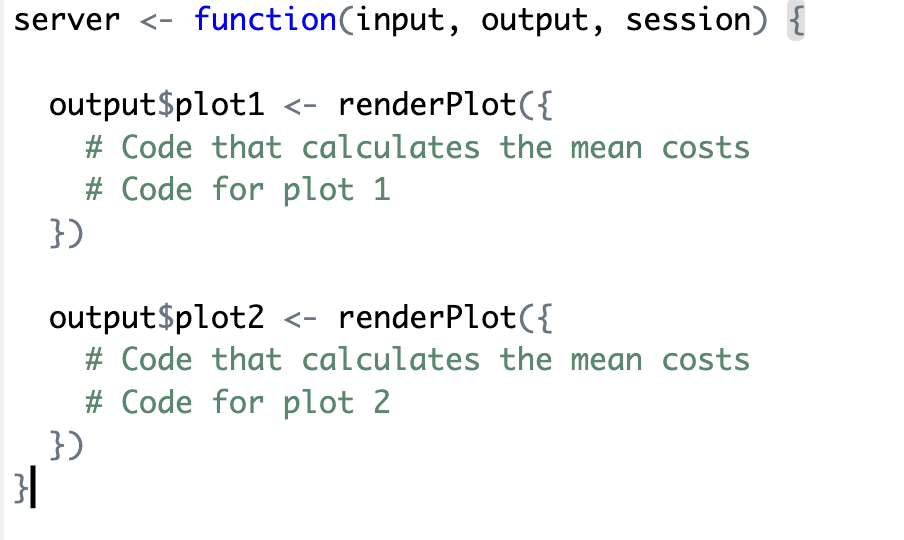 server <- function(input, output, session) {
output$plot1 <- renderPlot({
# Code that calculates the mean costs
# Code for plot 1
})
output$plot2 <- renderPlot({
# Code that calculates the mean costs
# Code for plot 2
})
}